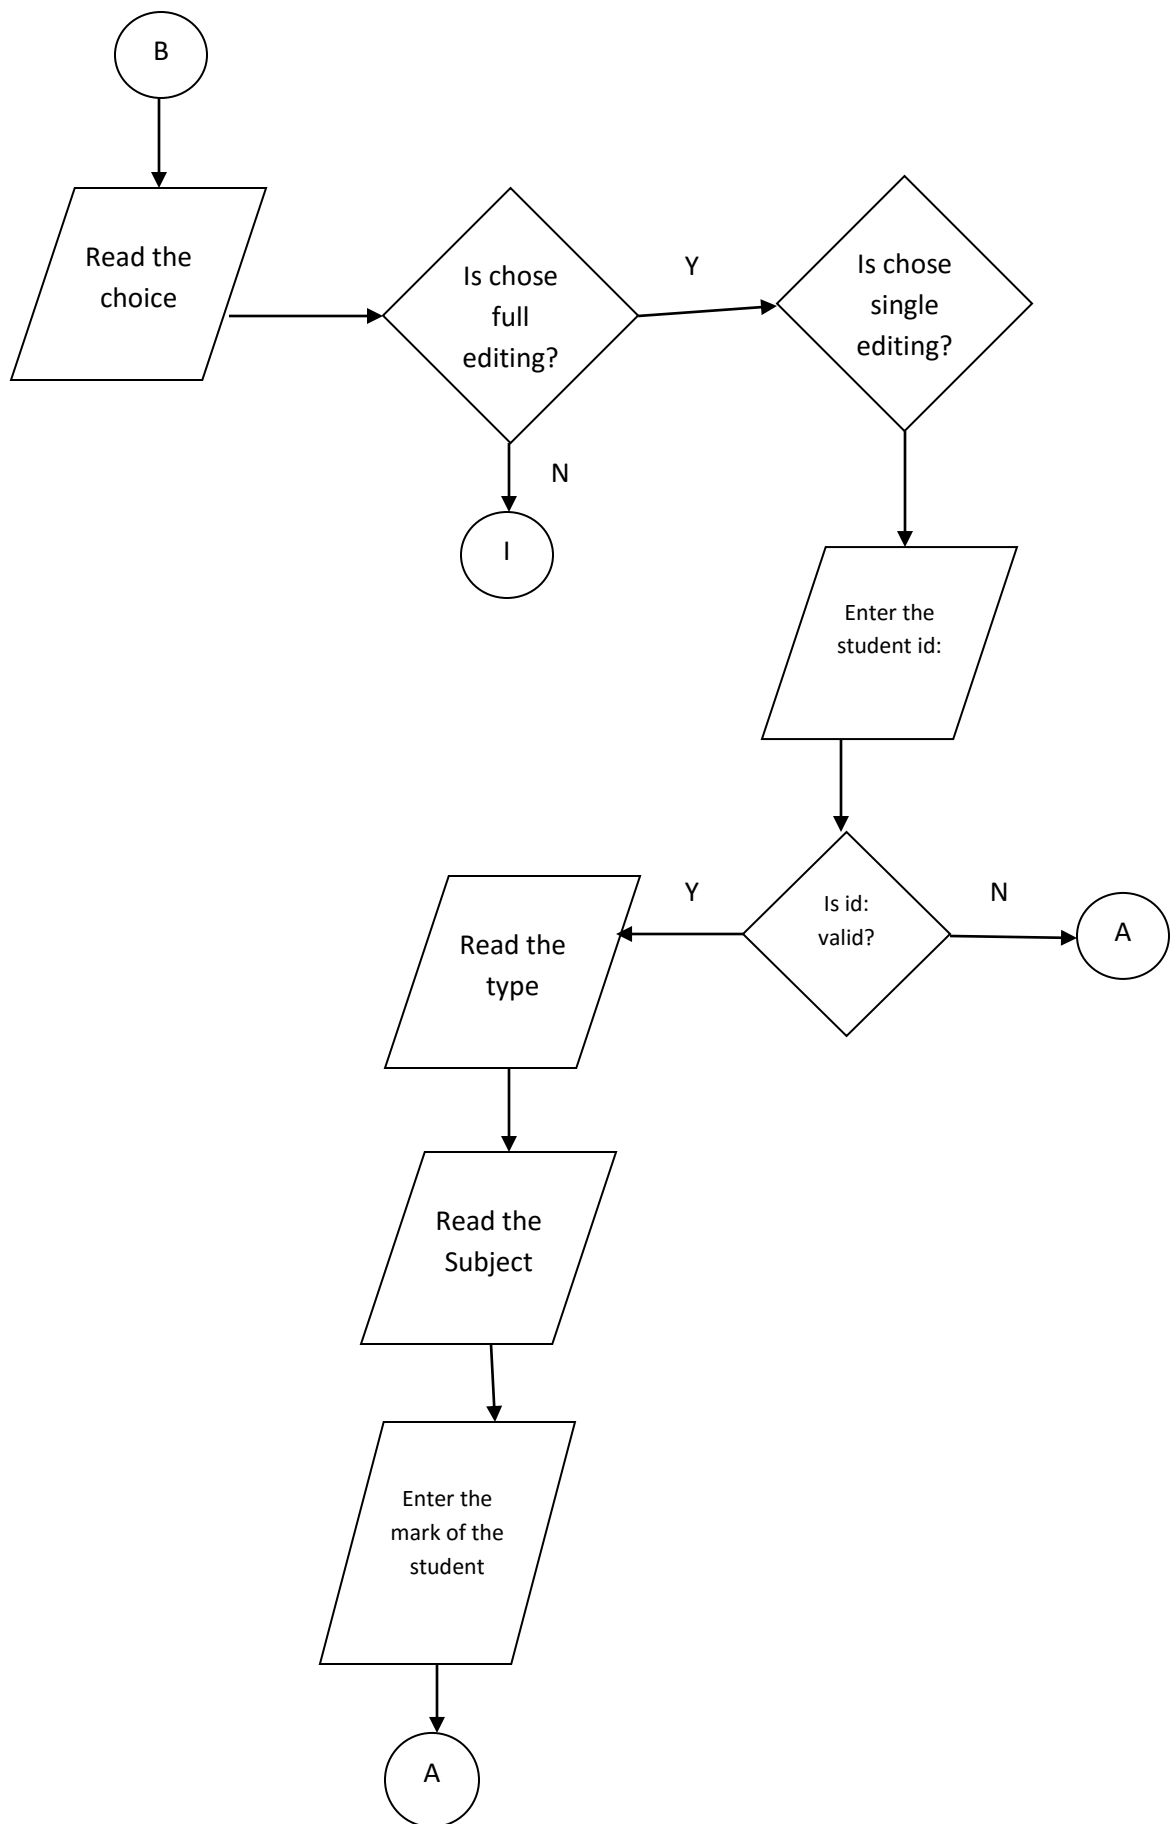 B
Read the
choice
Is chose
full
editing?
Y
Is chose
single
editing?
N
I
Enter the
student id:
Is id:
valid?
Y
N
A
Read the
type
Read the
Subject
Enter the
mark of the
student
A